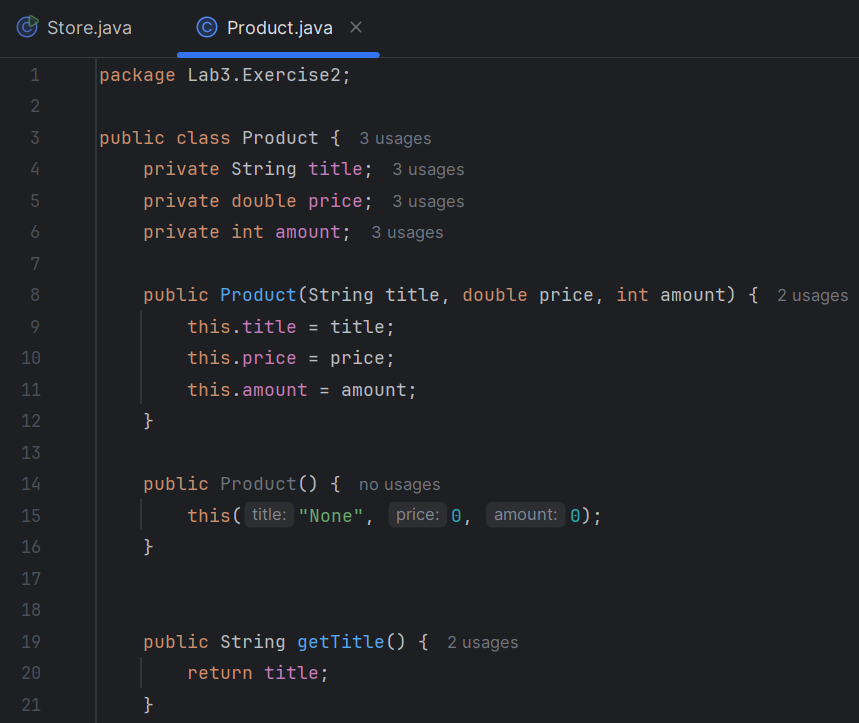 Store.java Product.java
1 package Lab3.Exercise2;
2
3 public class Product { 3 usages
4 private String title; 3 usages
5 private double price; 3 usages
6 private int amount; 3 usages
7
8 public Product(String title, double price, int amount) { 2 usages
9 this.title = title;
10 this.price = price;
11 this.amount = amount;
12 }
13
14 public Product() { no usages
15 this( title: "None", price: 0, amount: 0);
16 }
17
18
19 public String getTitle() { 2 usages
20 return title;
21 }